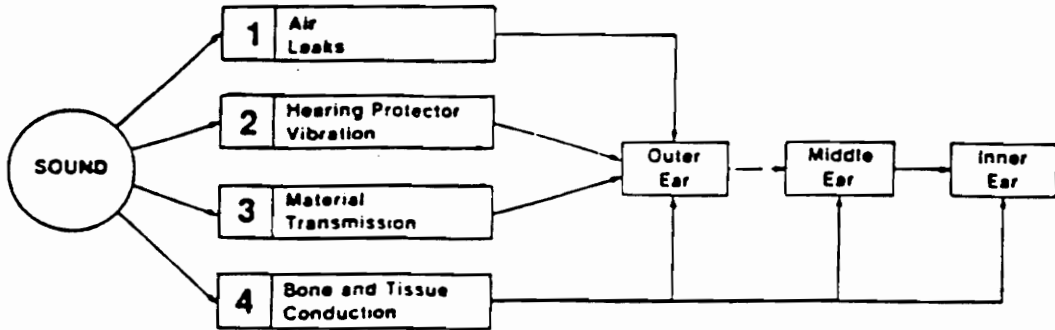 SOUND
1 Air
Leaks
2 Hearing Protector
Vibration
3 Material
Transmission
4 Bone and Tissue
Conduction
Outer
Ear
Middle
Ear
Inner
Ear